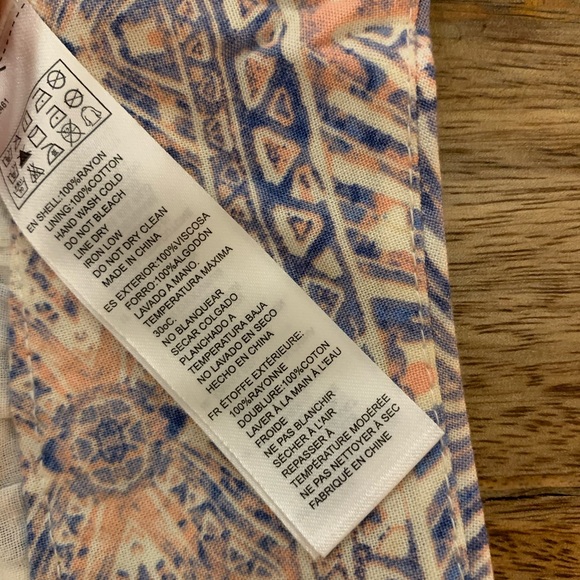 EN SHELL:100%RAYON
LINING:100%COTTON
HAND WASH COLD
DO NOT BLEACH
LINE DRY
IRON LOW
DO NOT DRY CLEAN
MADE IN CHINA
ES EXTERIOR:100%VISCOSA
FORRO:100%ALGODÓN
LAVADO A MANO.
TEMPERATURA MÁXIMA
30oC.
NO BLANQUEAR
SECAR COLGADO
PLANCHADO A
TEMPERATURA BAJA
NO LAVADO EN SECO
HECHO EN CHINA
FR ÉTOFFE EXTÉRIEURE:
100%RAYONNE
DOUBLURE:100%COTON
LAVER À LA MAIN À L'EAU
FROIDE
NE PAS BLANCHIR
SÉCHER À L'AIR
REPASSER À
TEMPÉRATURE MODÉRÉE
NE PAS NETTOYER À SEC
FABRIQUÉ EN CHINE